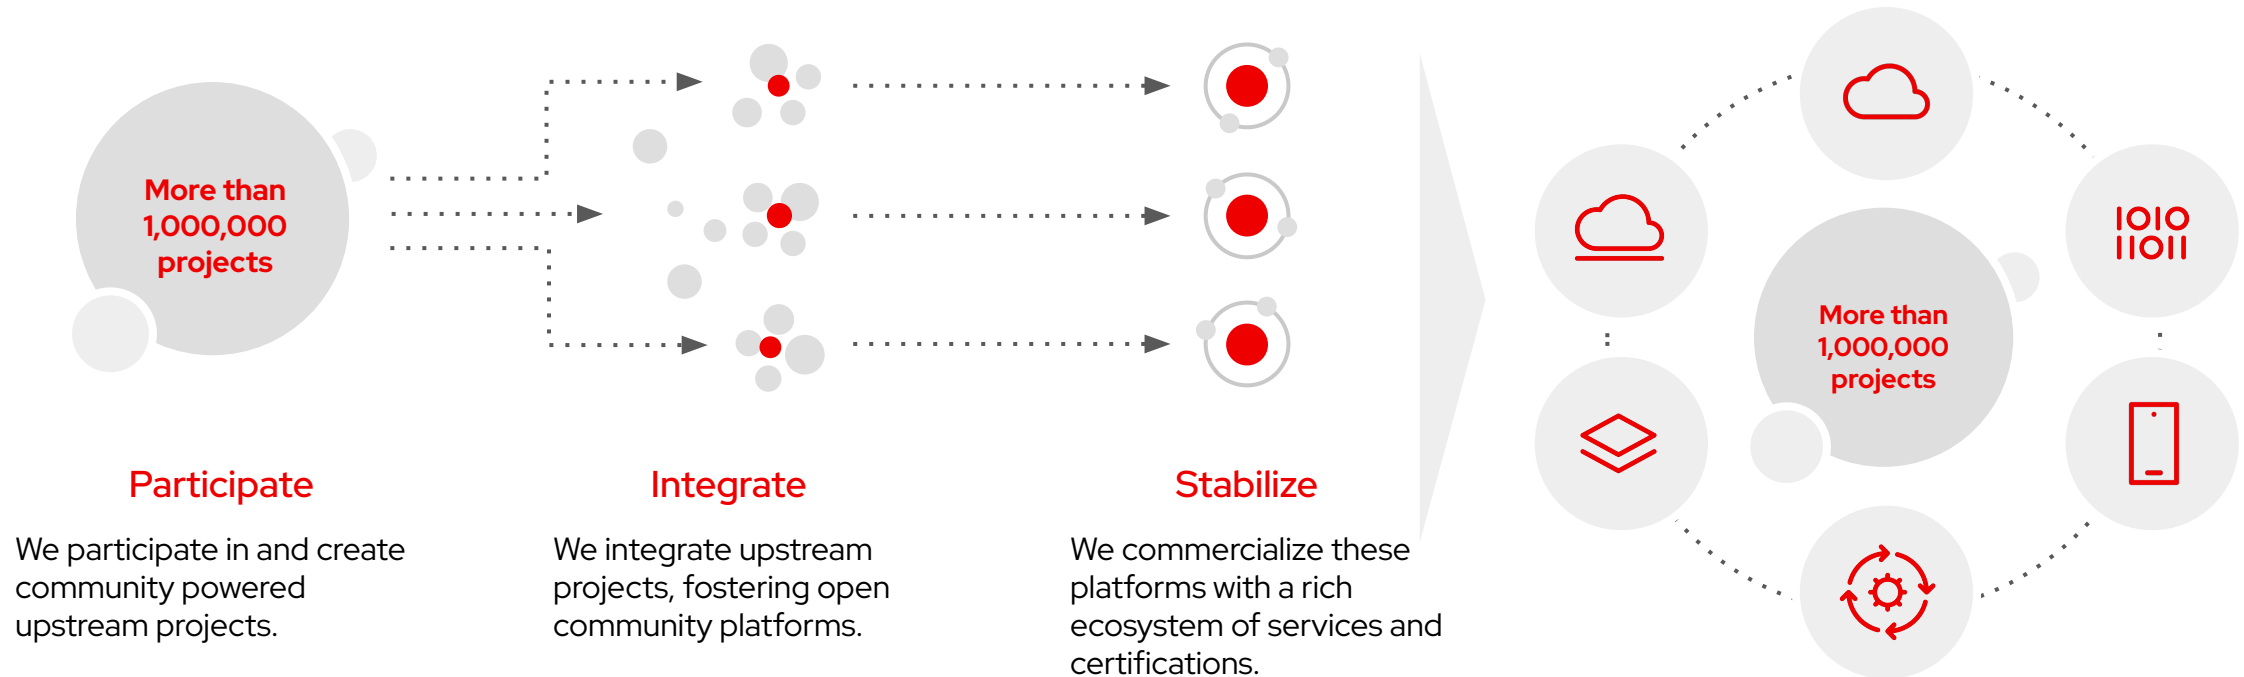 More than
1,000,000
projects
Participate
We participate in and create
community powered
upstream projects.
Integrate
We integrate upstream
projects, fostering open
community platforms.
Stabilize
We commercialize these
platforms with a rich
ecosystem of services and
certifications.
1010
11011
More than
1,000,000
projects